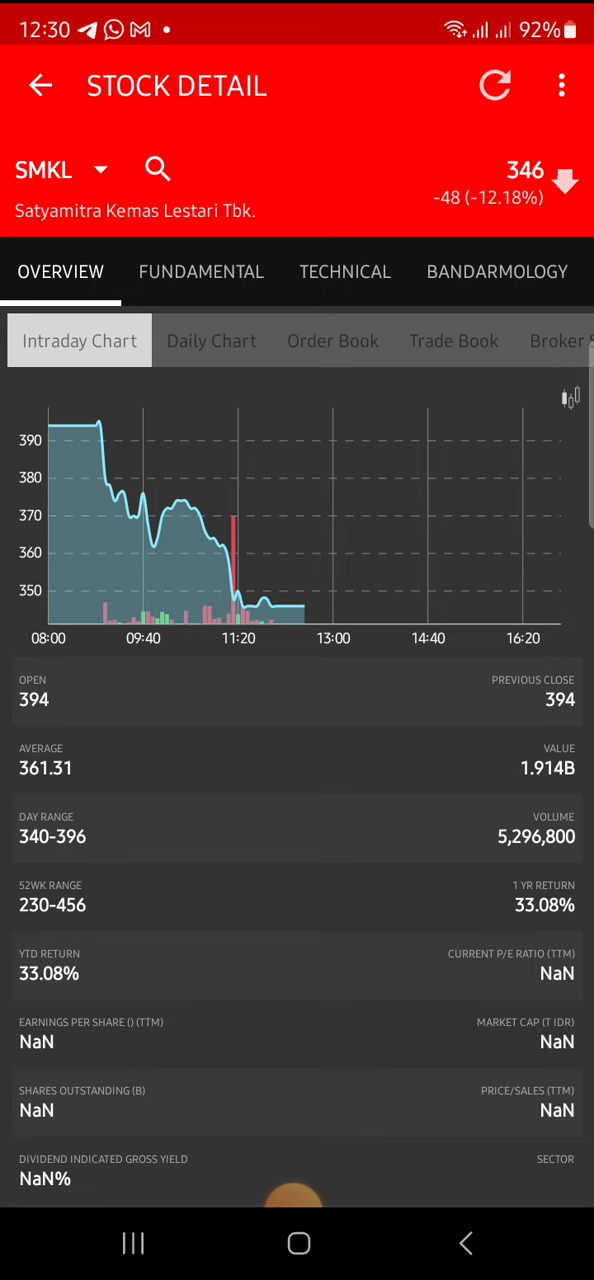 12:30 92%
STOCK DETAIL
SMKL 346
-48 (-12.18%)
Satyamitra Kemas Lestari Tbk.
OVERVIEW FUNDAMENTAL TECHNICAL BANDARMOLOGY
Intraday Chart Daily Chart Order Book Trade Book Broker
390
380
370
360
350
08:00 09:40 11:20 13:00 14:40 16:20
OPEN PREVIOUS CLOSE
394 394
AVERAGE VALUE
361.31 1.914B
DAY RANGE VOLUME
340-396 5,296,800
52WK RANGE 1 YR RETURN
230-456 33.08%
YTD RETURN CURRENT P/E RATIO (TTM)
33.08% NaN
EARNINGS PER SHARE () (TTM) MARKET CAP (T IDR)
NaN NaN
SHARES OUTSTANDING (B) PRICE/SALES (TTM)
NaN NaN
DIVIDEND INDICATED GROSS YIELD SECTOR
NaN%